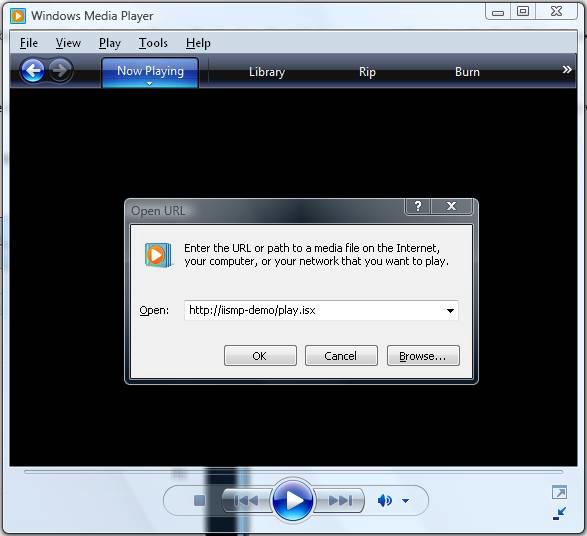 Windows Media Player
File View Play Tools Help
Now Playing Library Rip Burn »
Open URL ?
Enter the URL or path to a media file on the Internet,
your computer, or your network that you want to play.
Open: http://iismp-demo/play.isx
OK Cancel Browse...